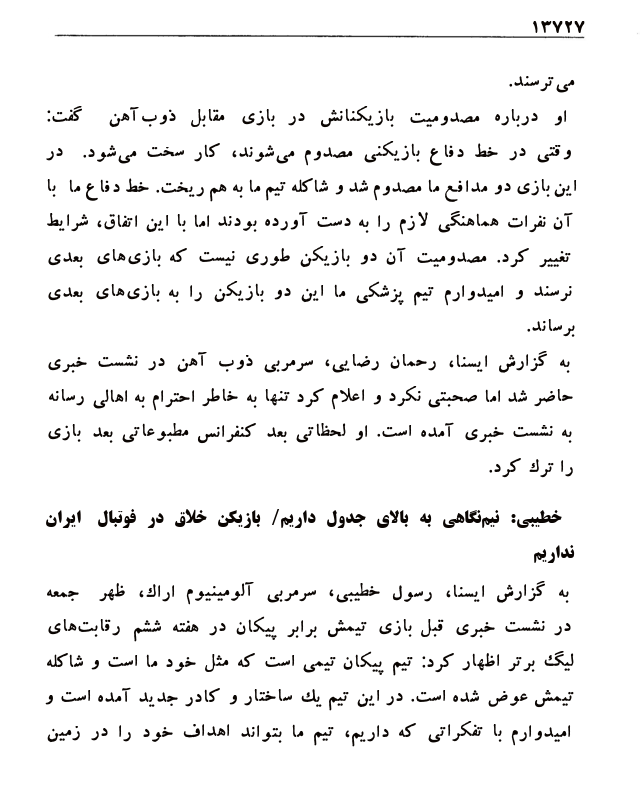 ۱۳۷۲۷
می‌ترسند.
او درباره مصدومیت بازیکنانش در بازی مقابل ذوب‌آهن گفت:
وقتی در خط دفاع بازیکنی مصدوم می‌شوند، کار سخت می‌شود. در
این بازی دو مدافع ما مصدوم شد و شاکله تیم ما به هم ریخت. خط دفاع ما با
آن نفرات هماهنگی لازم را به دست آورده بودند اما با این اتفاق، شرایط
تغییر کرد. مصدومیت آن دو بازیکن طوری نیست که بازی‌های بعدی
نرسند و امیدوارم تیم پزشکی ما این دو بازیکن را به بازی‌های بعدی
برساند.
به گزارش ایسنا، رحمان رضایی، سرمربی ذوب آهن در نشست خبری
حاضر شد اما صحبتی نکرد و اعلام کرد تنها به خاطر احترام به اهالی رسانه
به نشست خبری آمده است. او لحظاتی بعد کنفرانس مطبوعاتی بعد بازی
را ترك کرد.
خطیبی: نیم‌نگاهی به بالای جدول داریم/ بازیکن خلاق در فوتبال ایران
نداریم
به گزارش ایسنا، رسول خطیبی، سرمربی آلومینیوم اراك، ظهر جمعه
در نشست خبری قبل بازی تیمش برابر پیکان در هفته ششم رقابت‌های
لیگ برتر اظهار کرد: تیم پیکان تیمی است که مثل خود ما است و شاکله
تیمش عوض شده است. در این تیم یك ساختار و کادر جدید آمده است و
امیدوارم با تفکراتی که داریم، تیم ما بتواند اهداف خود را در زمین